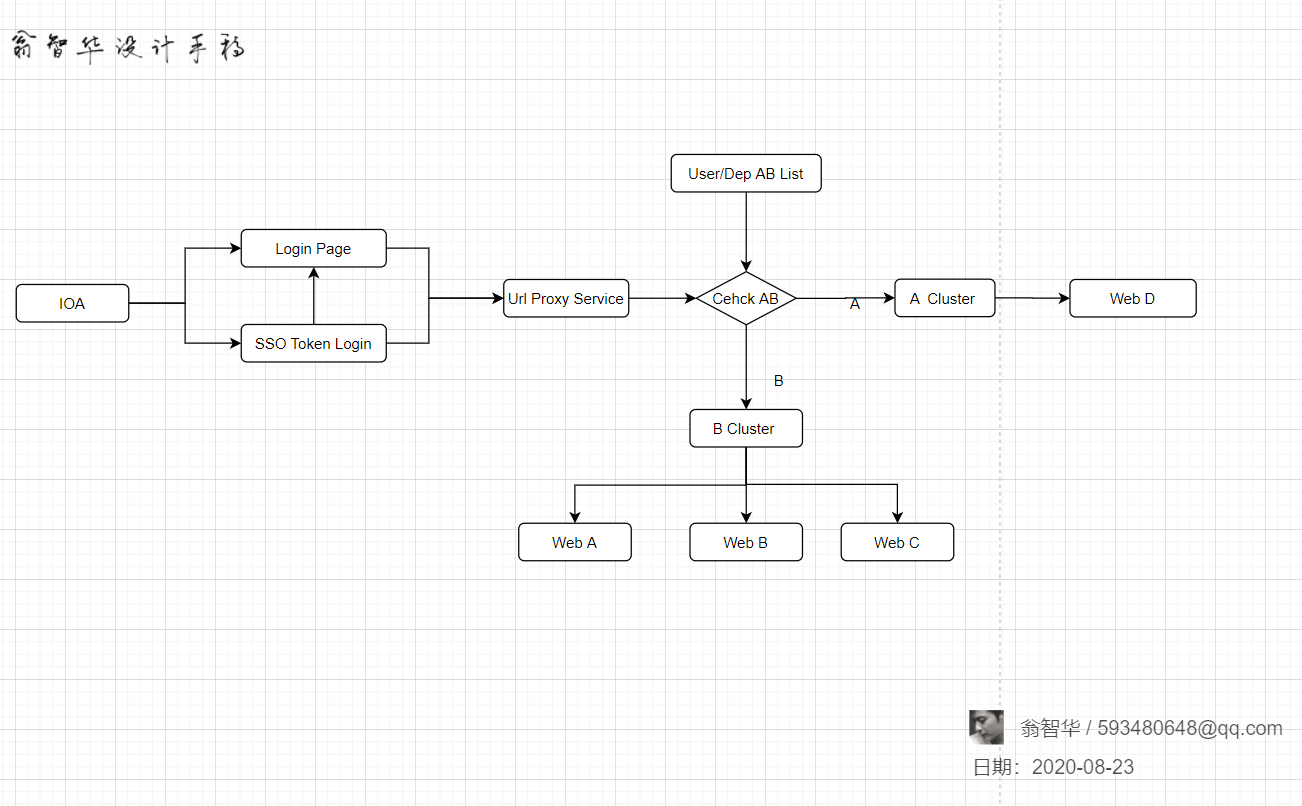 翁智华设计手稿
User/Dep AB List
Login Page
IOA
Url Proxy Service
Cehck AB
A
A Cluster
Web D
SSO Token Login
B
B Cluster
Web A
Web B
Web C
翁智华 / 593480648@qq.com
日期：2020-08-23